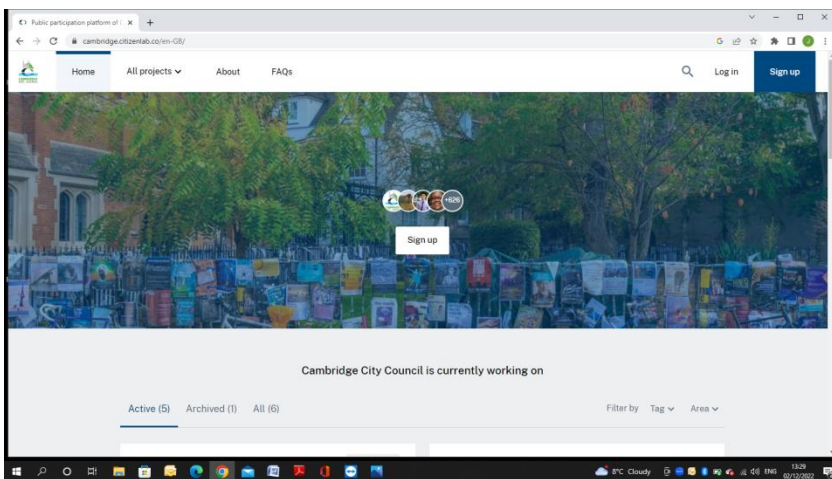 Public participation platform of
cambridge.citizenlab.co/en-GB/
Home All projects About FAQs Log in Sign up
+626
Sign up
Cambridge City Council is currently working on
Active (5) Archived (1) All (6) Filter by Tag Area
8°C Cloudy ENG 13:29
02/12/2022